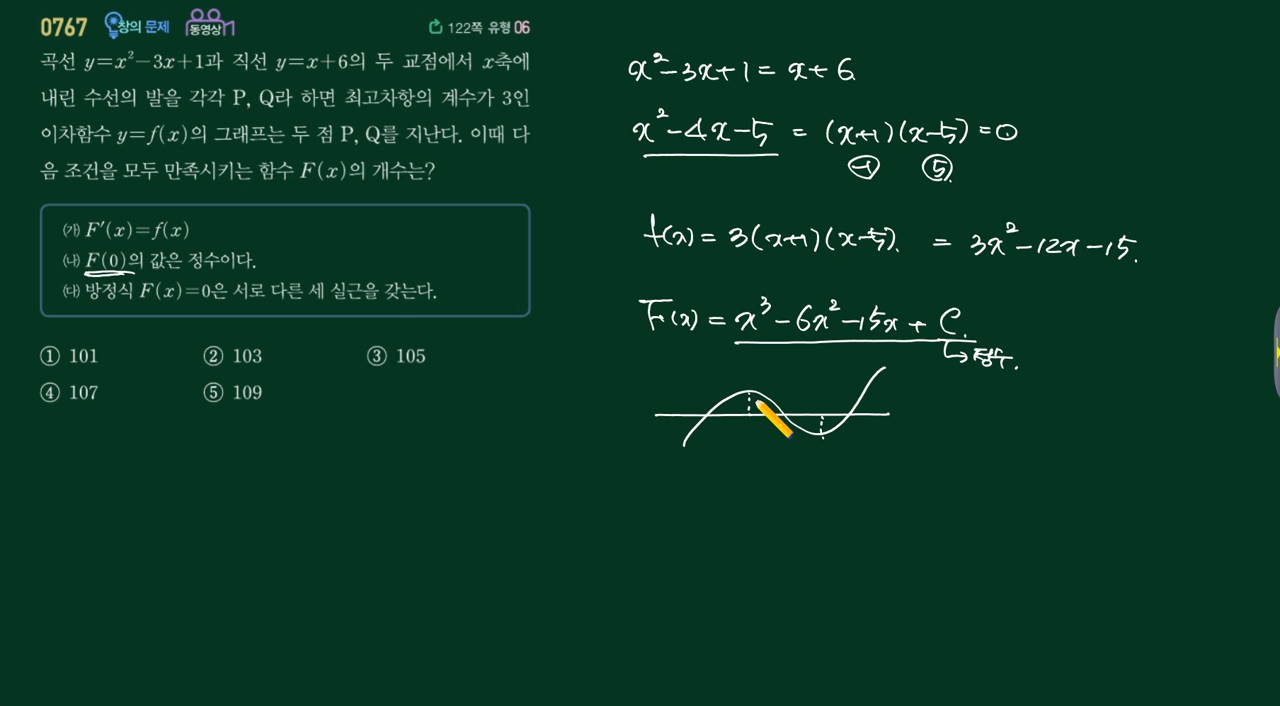 0767 창의 문제 동영상 122쪽 유형 06
곡선 y=x²-3x+1과 직선 y=x+6의 두 교점에서 x축에
내린 수선의 발을 각각 P, Q라 하면 최고차항의 계수가 3인
이차함수 y=f(x)의 그래프는 두 점 P, Q를 지난다. 이때 다
음 조건을 모두 만족시키는 함수 F(x)의 개수는?
㈎ F′(x)=f(x)
㈏ F(0)의 값은 정수이다.
㈐ 방정식 F(x)=0은 서로 다른 세 실근을 갖는다.
① 101 ② 103 ③ 105
④ 107 ⑤ 109
x²-3x+1 = x+6
x²-4x-5 = (x+1)(x-5)=0
-1 5
f(x) = 3(x+1)(x-5) = 3x²-12x-15
F(x) = x³-6x²-15x+C
↳정수.